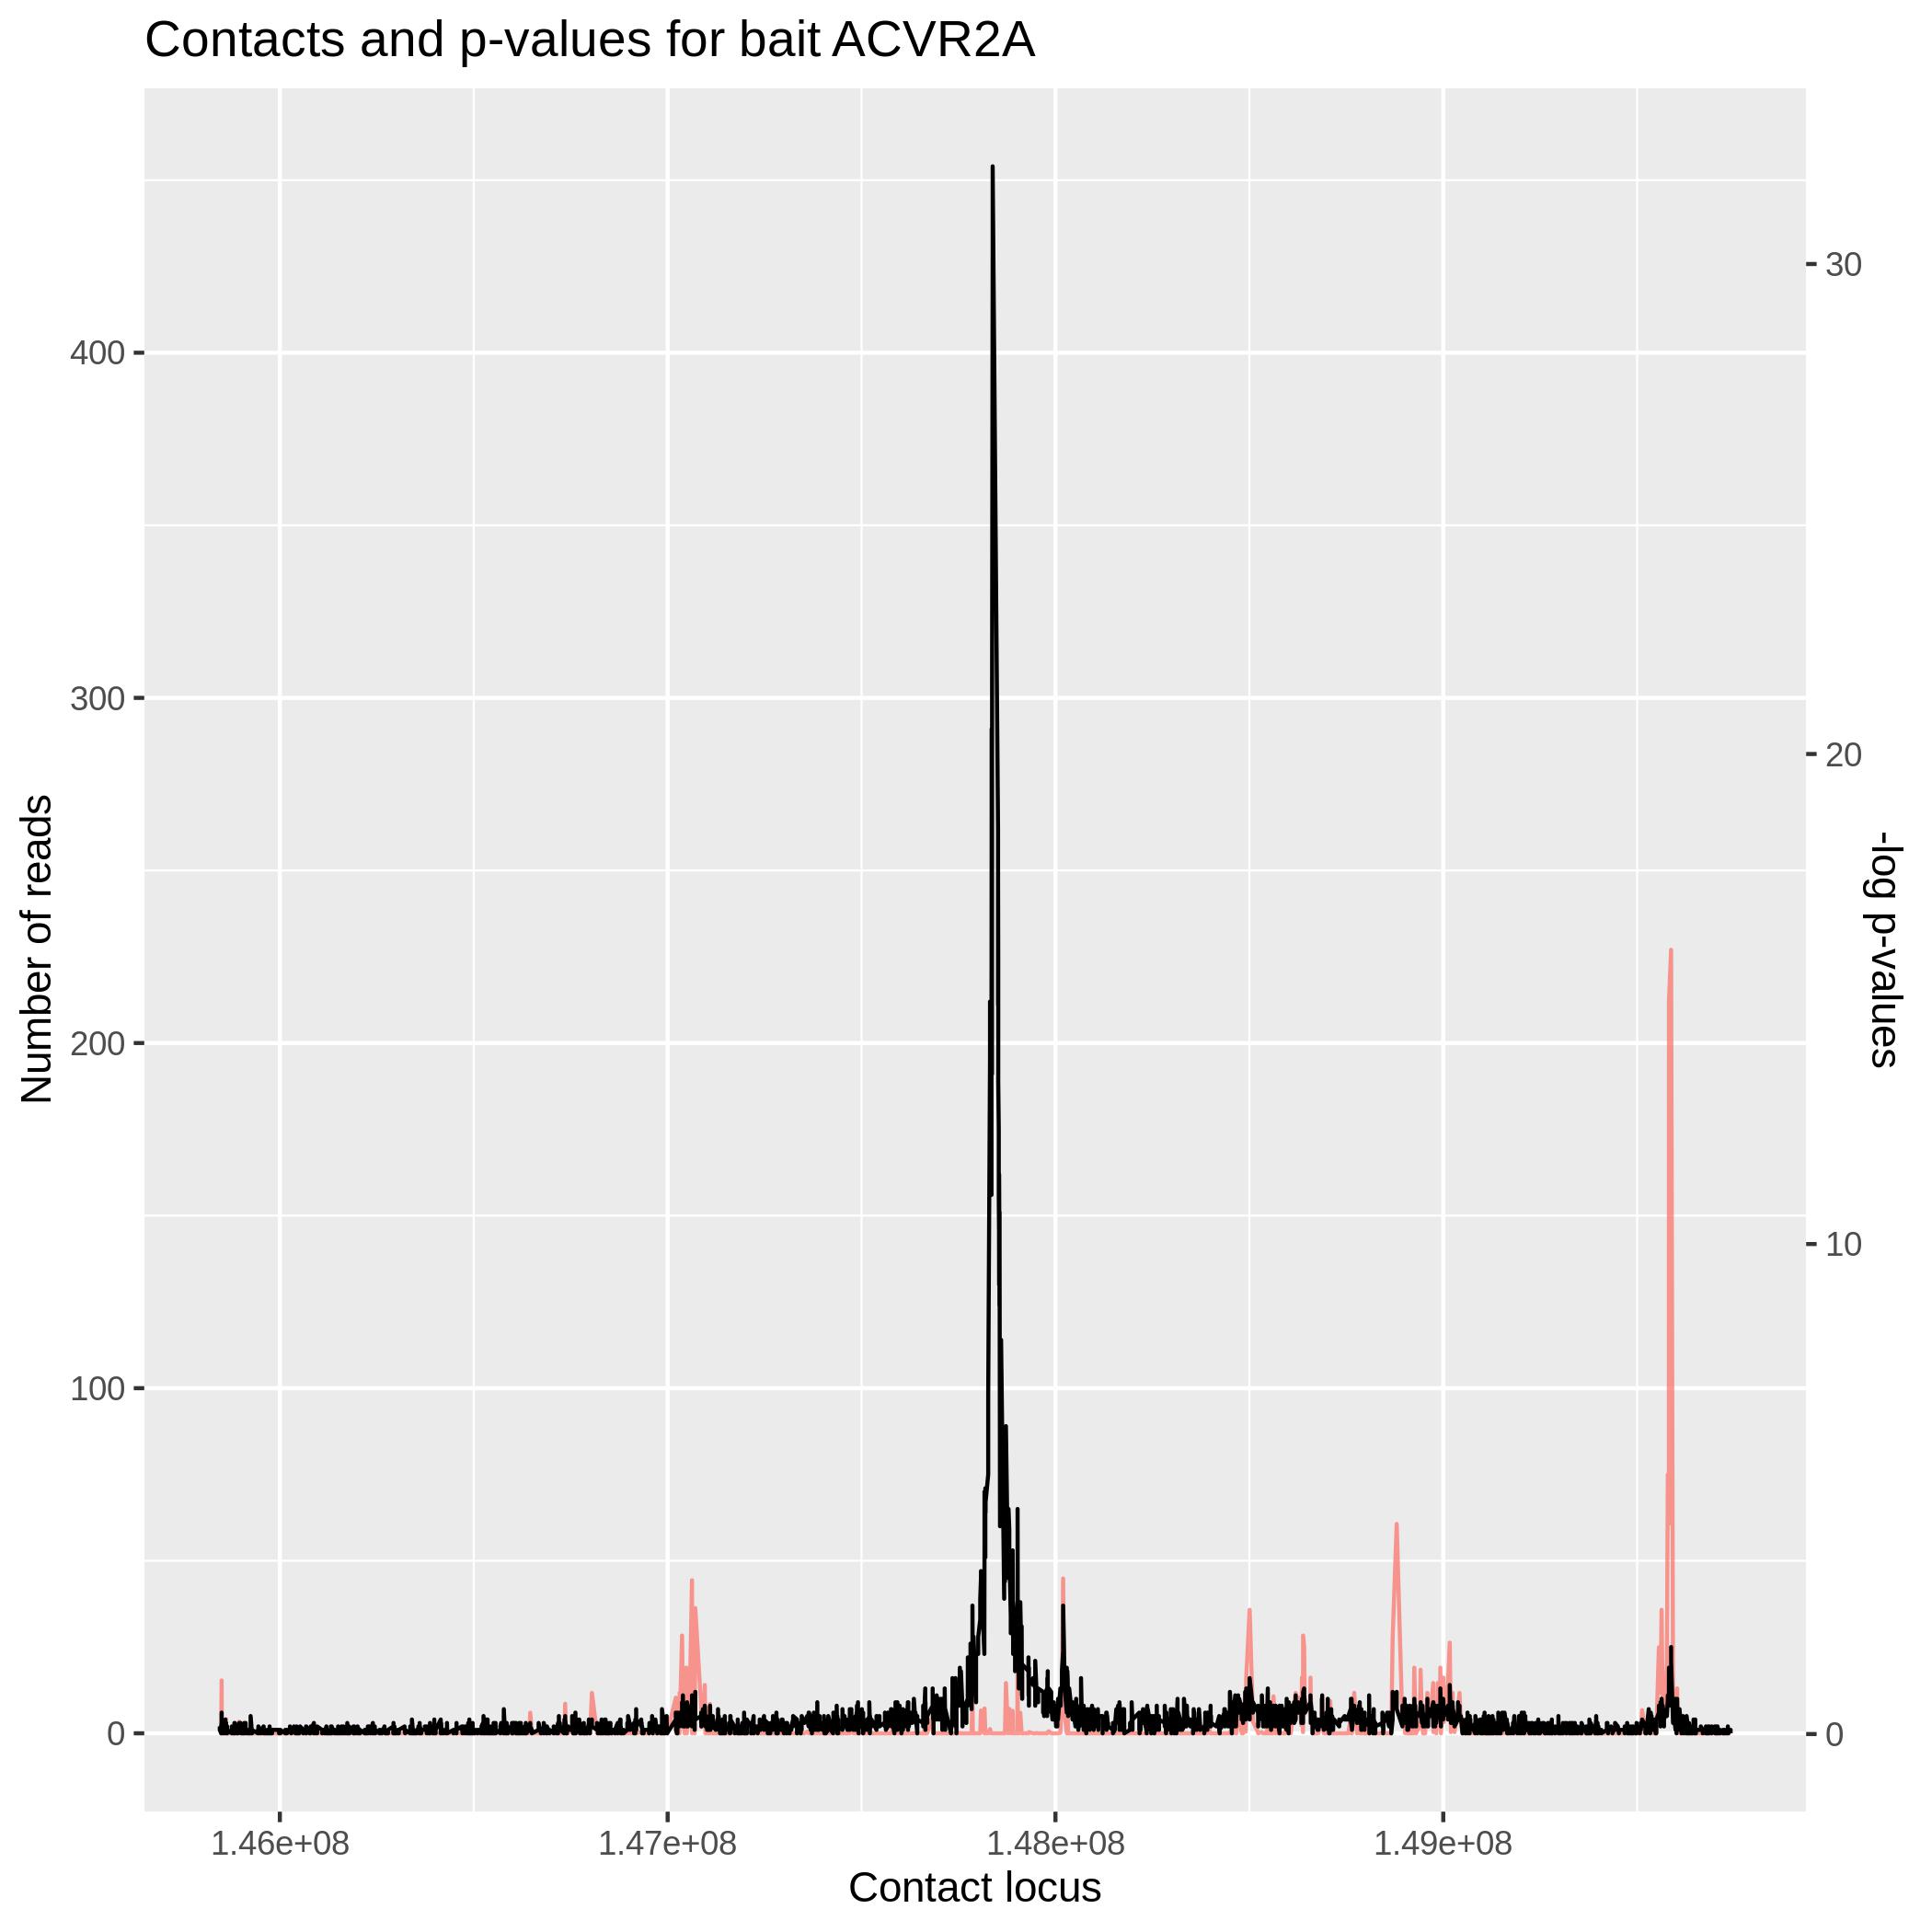 Contacts and p-values for bait ACVR2A
Number of reads
400
300
200
100
0
30
20
10
0
-log p-values
1.46e+08
1.47e+08
1.48e+08
1.49e+08
Contact locus